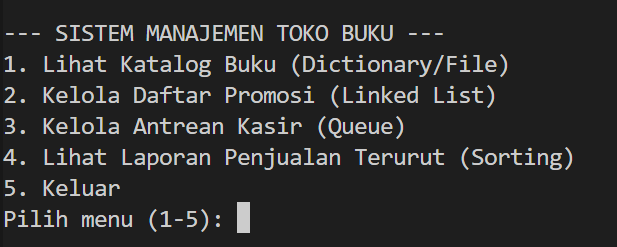 --- SISTEM MANAJEMEN TOKO BUKU ---
1. Lihat Katalog Buku (Dictionary/File)
2. Kelola Daftar Promosi (Linked List)
3. Kelola Antrean Kasir (Queue)
4. Lihat Laporan Penjualan Terurut (Sorting)
5. Keluar
Pilih menu (1-5):